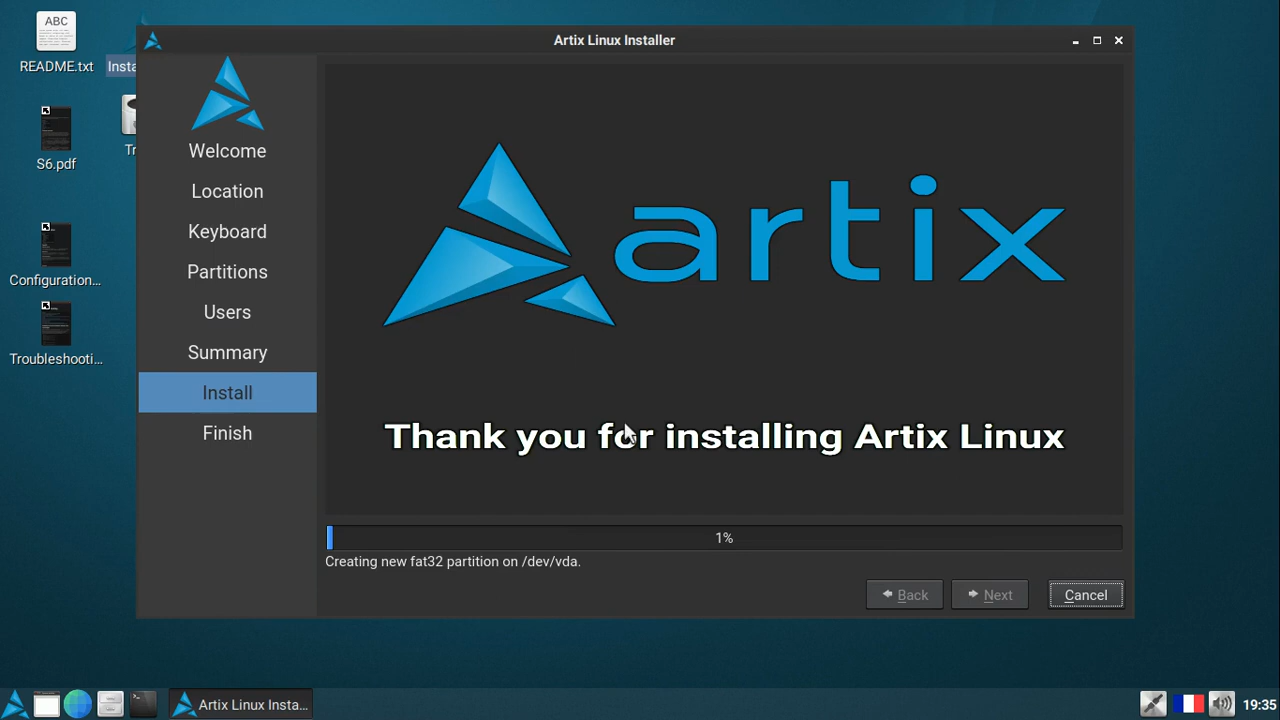 ABC
README.txt
Insta
S6.pdf
Tr
Configuration...
Troubleshooti...
Artix Linux Installer
Welcome
Location
Keyboard
Partitions
Users
Summary
Install
Finish
artix
Thank you for installing Artix Linux
1%
Creating new fat32 partition on /dev/vda.
Back
Next
Cancel
Artix Linux Insta...
19:35